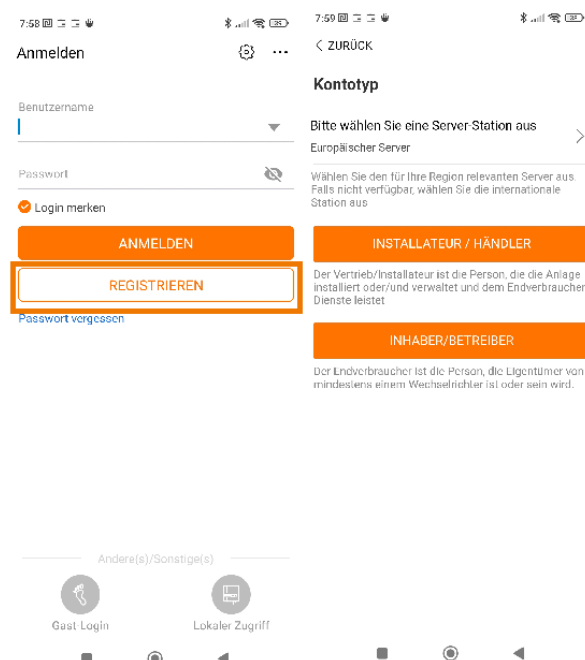 7:58
Anmelden
Benutzername
Passwort
Login merken
ANMELDEN
REGISTRIEREN
Passwort vergessen
Andere(s)/Sonstige(s)
Gast-Login
Lokaler Zugriff
7:59
ZURÜCK
Kontotyp
Bitte wählen Sie eine Server-Station aus
Europäischer Server
Wählen Sie den für Ihre Region relevanten Server aus.
Falls nicht verfügbar, wählen Sie die internationale
Station aus
INSTALLATEUR / HÄNDLER
Der Vertrieb/Installateur ist die Person, die die Anlage
installiert oder/und verwaltet und dem Endverbraucher
Dienste leistet
INHABER/BETREIBER
Der Endverbraucher ist die Person, die Eigentümer von
mindestens einem Wechselrichter ist oder sein wird.